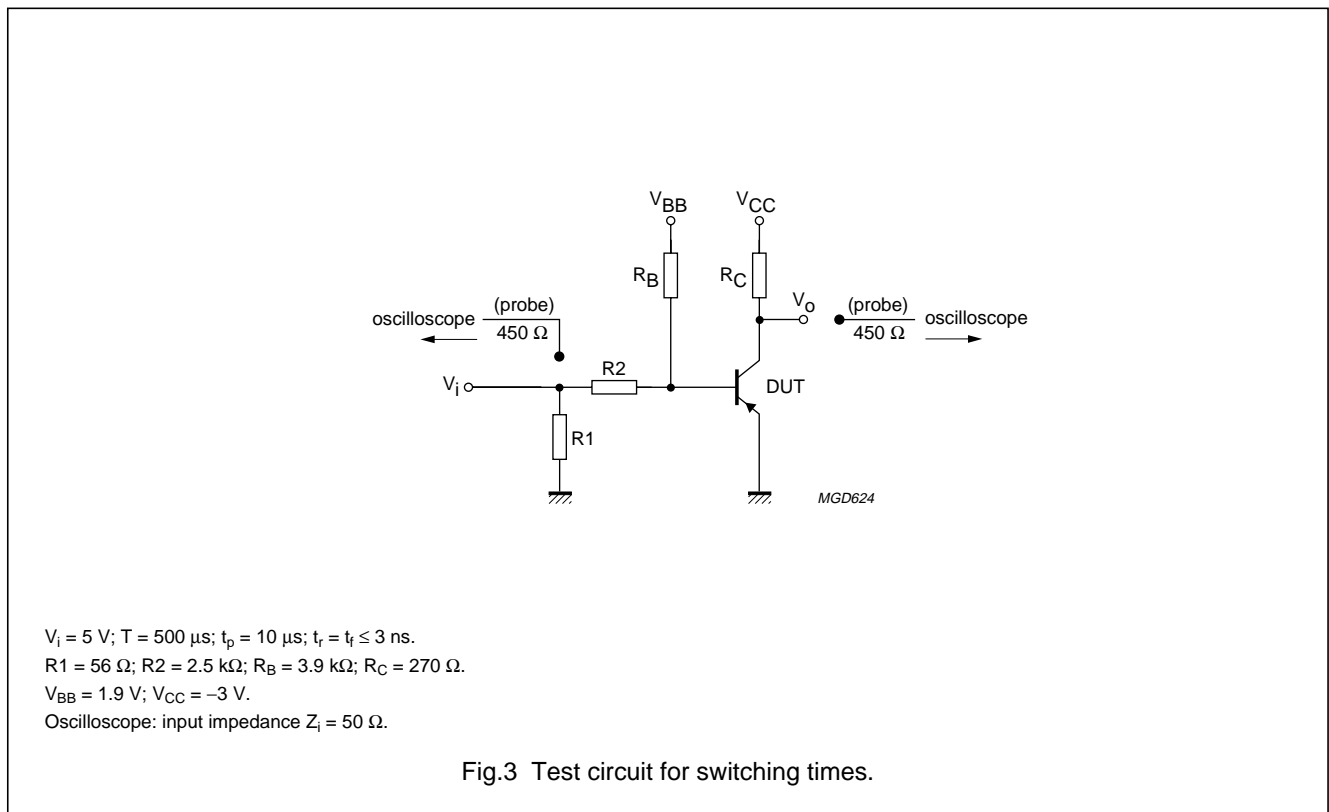 V_BB V_CC
R_B R_C
V_o
(probe) (probe)
oscilloscope 450 Ω 450 Ω oscilloscope
R2
V_i DUT
R1
MGD624
V_i = 5 V; T = 500 μs; t_p = 10 μs; t_r = t_f ≤ 3 ns.
R1 = 56 Ω; R2 = 2.5 kΩ; R_B = 3.9 kΩ; R_C = 270 Ω.
V_BB = 1.9 V; V_CC = −3 V.
Oscilloscope: input impedance Z_i = 50 Ω.
Fig.3 Test circuit for switching times.